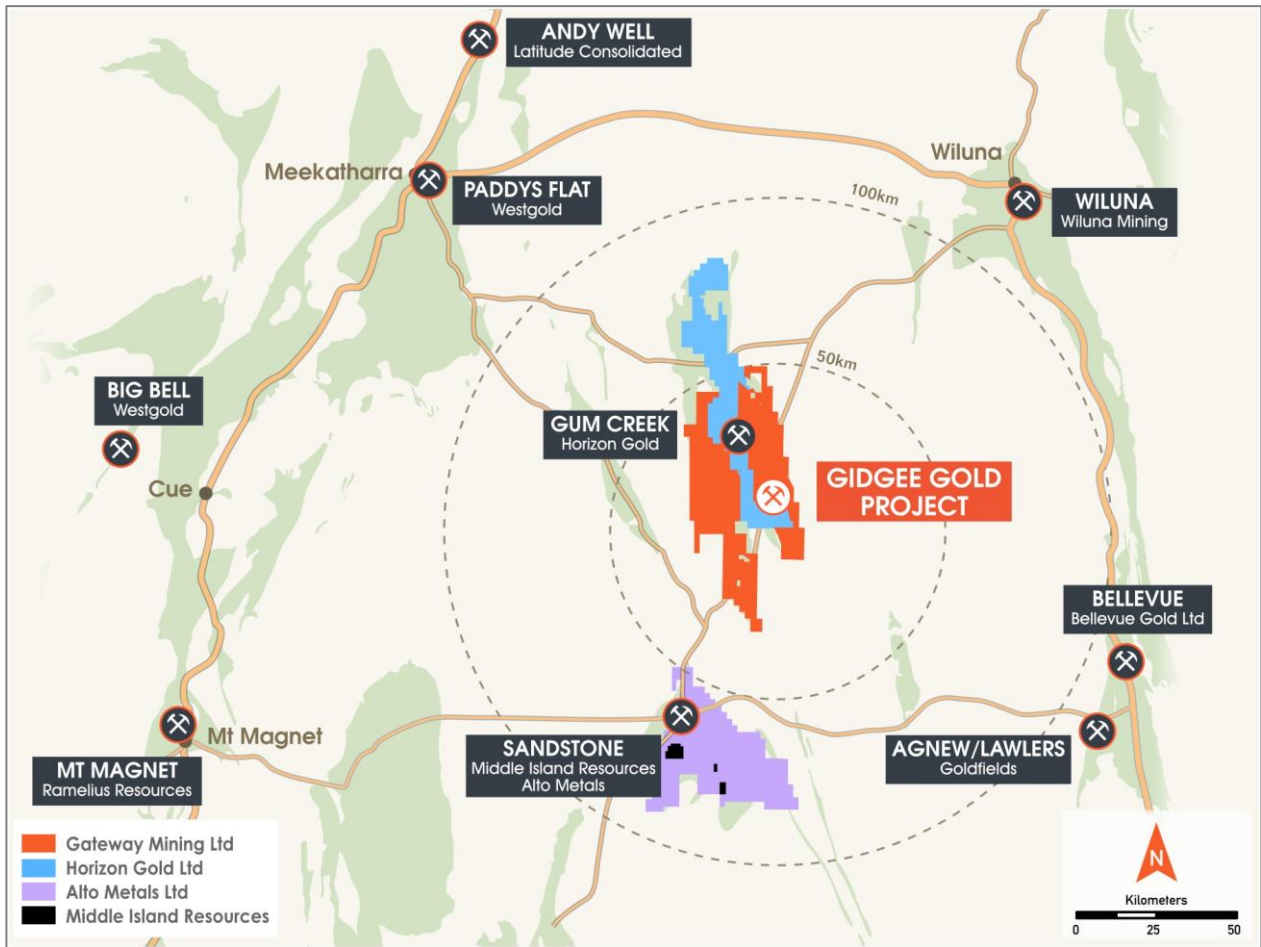 ANDY WELL
Latitude Consolidated
Meekatharra
PADDYS FLAT
Westgold
Wiluna
WILUNA
Wiluna Mining
100km
50km
BIG BELL
Westgold
Cue
GUM CREEK
Horizon Gold
GIDGEE GOLD
PROJECT
BELLEVUE
Bellevue Gold Ltd
Mt Magnet
MT MAGNET
Ramelius Resources
SANDSTONE
Middle Island Resources
Alto Metals
AGNEW/LAWLERS
Goldfields
Gateway Mining Ltd
Horizon Gold Ltd
Alto Metals Ltd
Middle Island Resources
N
Kilometers
0 25 50